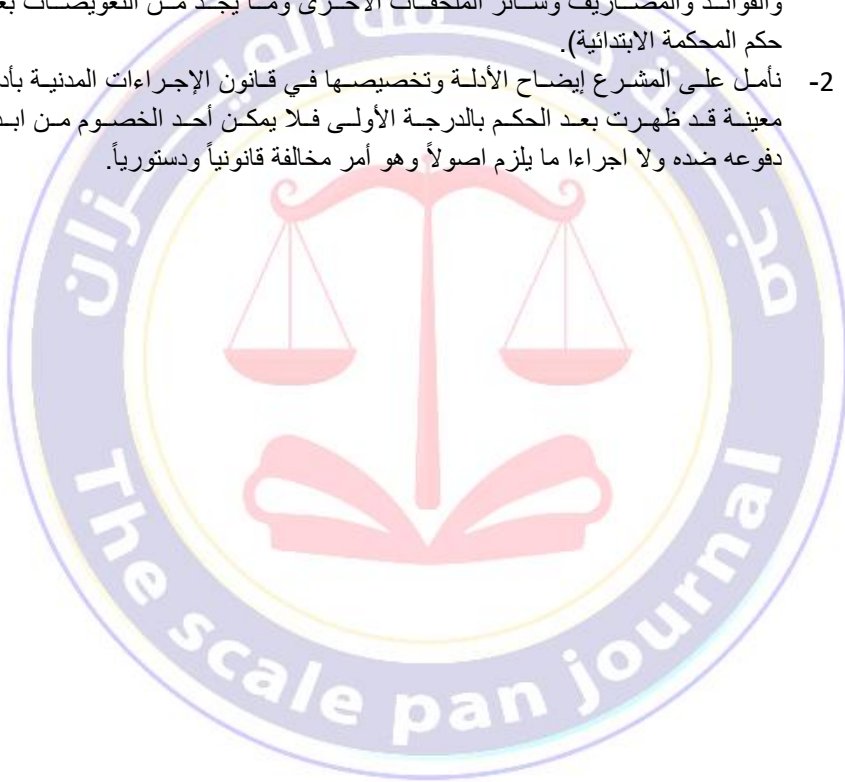 والفوائد والمصاريف وسائر الملحقات الأخرى وما يجد من التعويضات بع
حكم المحكمة الابتدائية).
2- نأمل على المشرع إيضاح الأدلة وتخصيصها في قانون الإجراءات المدنية بأد
معينة قد ظهرت بعد الحكم بالدرجة الأولى فلا يمكن أحد الخصوم من ابد
دفوعه ضده ولا اجراءا ما يلزم اصولاً وهو أمر مخالفة قانونياً ودستورياً.
The scale pan journal